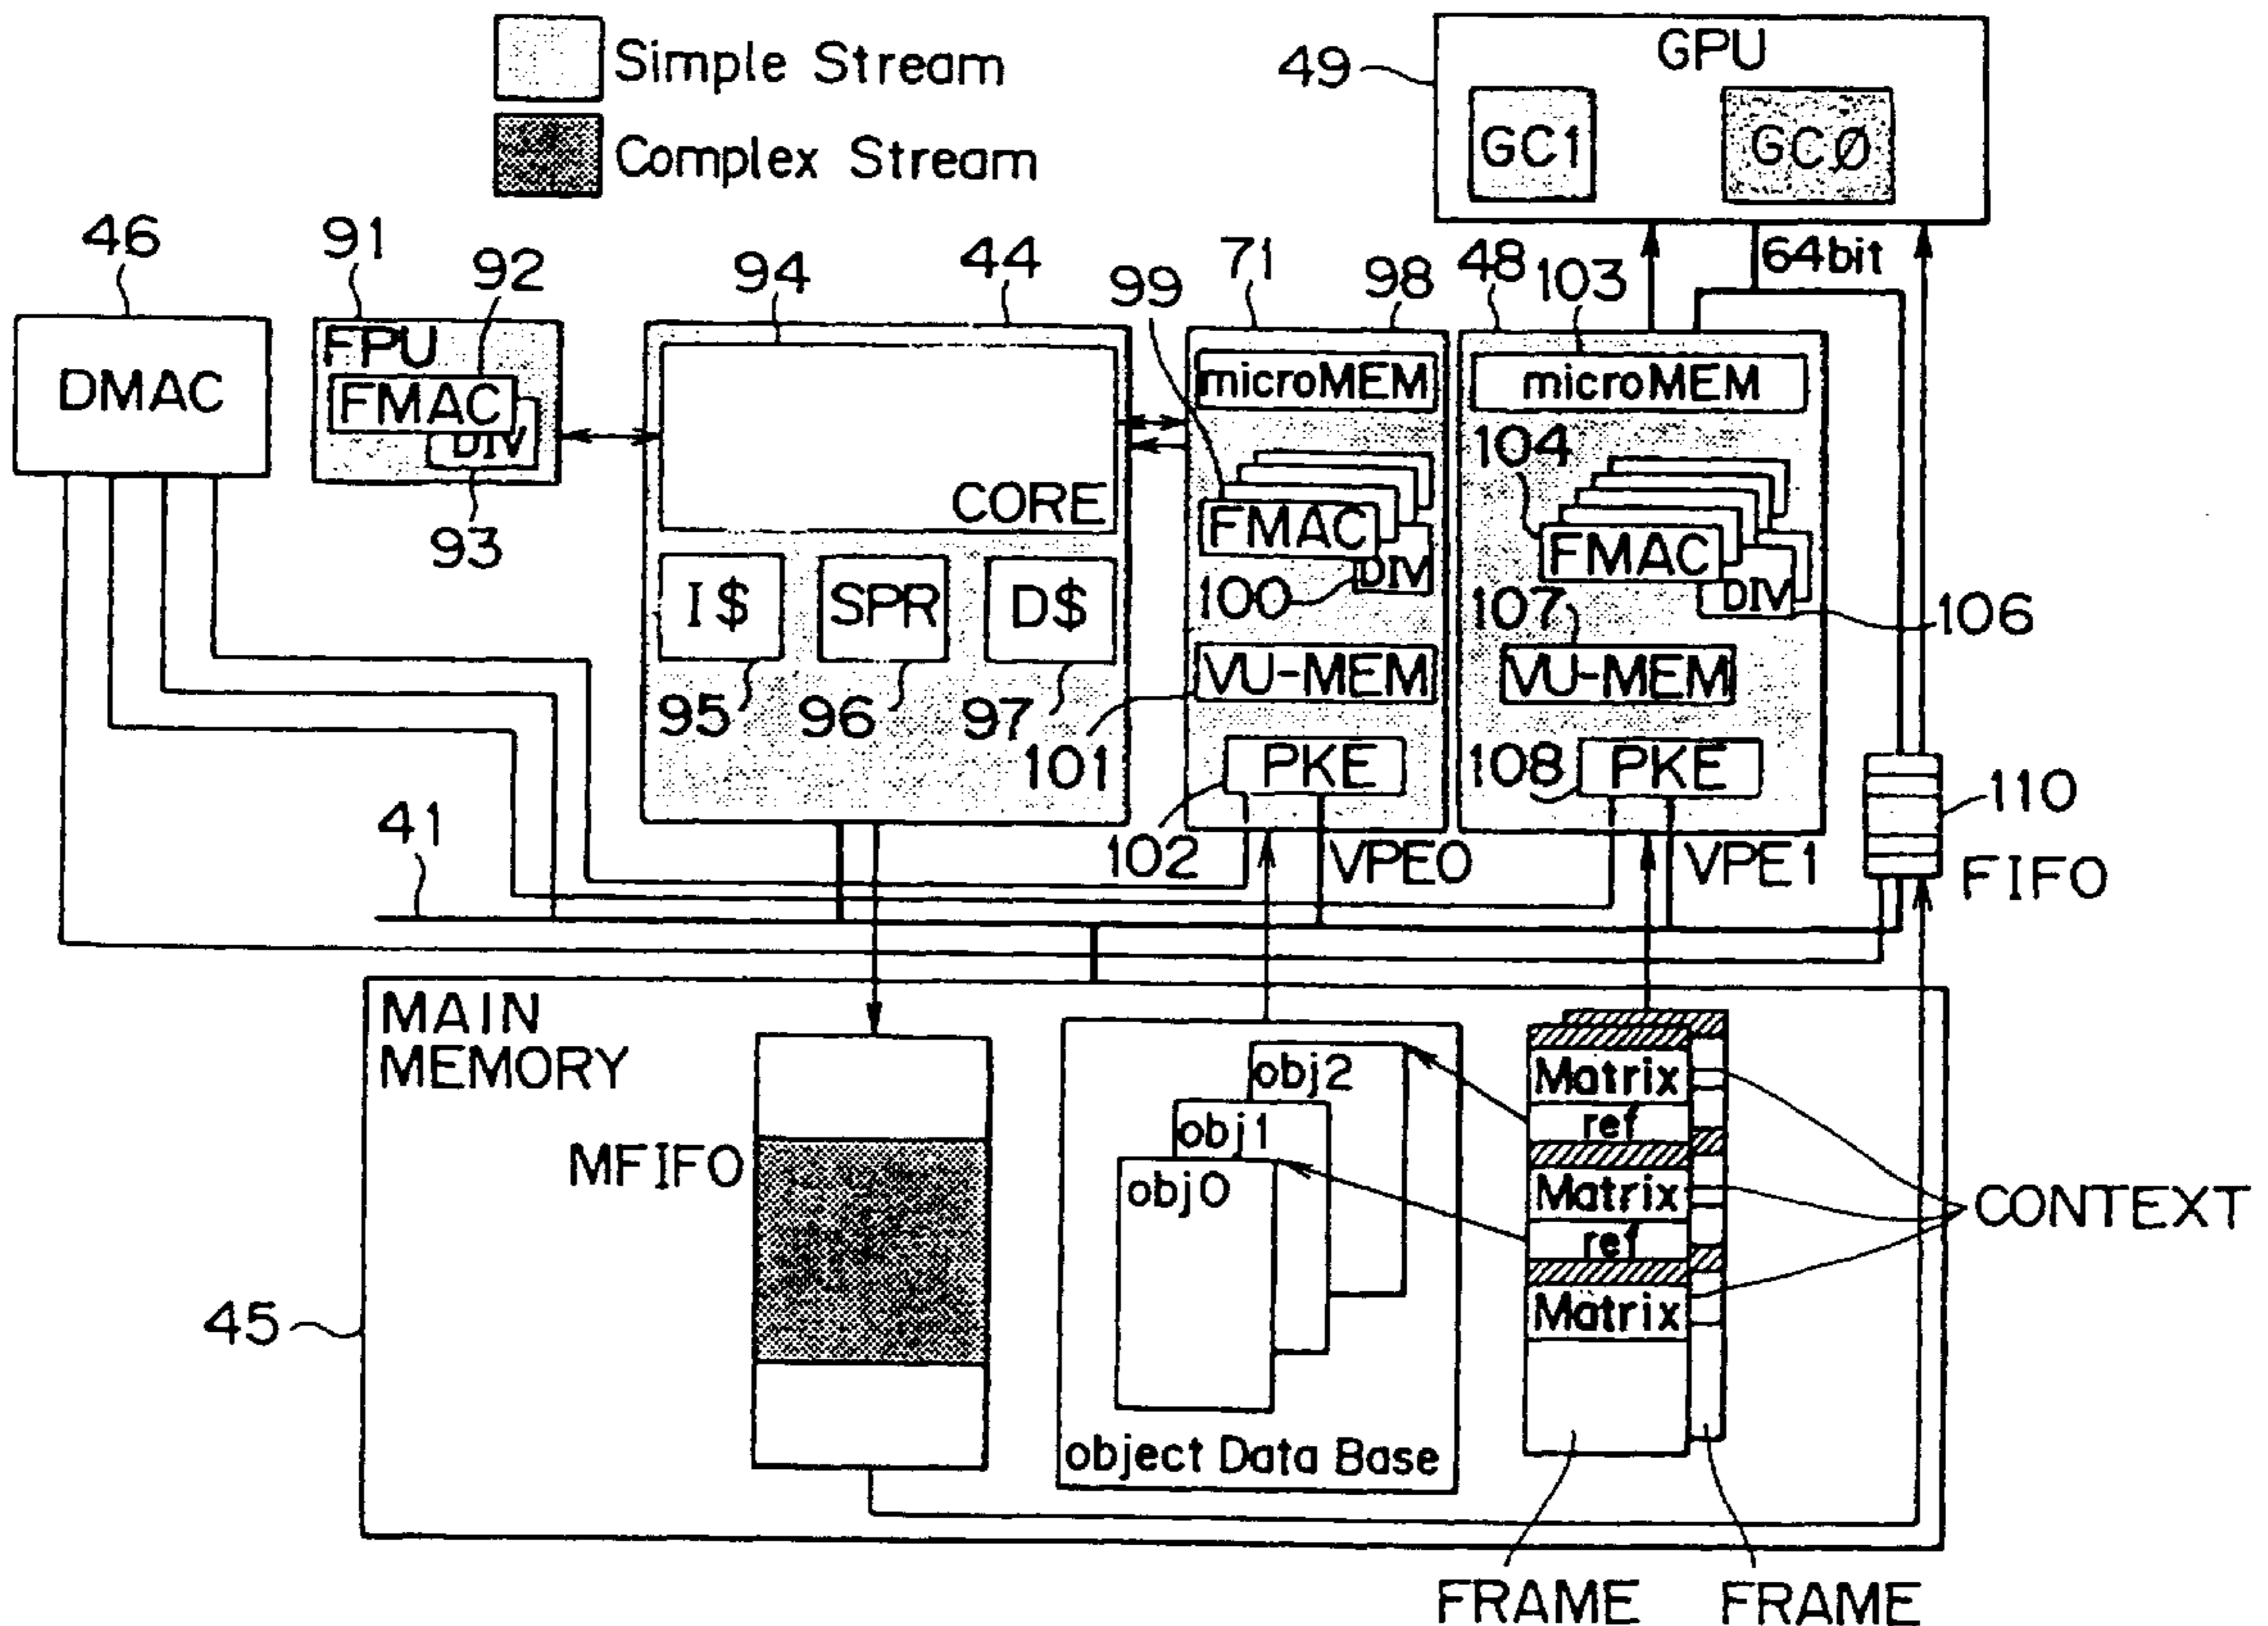 Simple Stream
Complex Stream
49
GPU
GC1
GCØ
64bit
46
91
92
94
44
99
71
98
48
103
DMAC
FPU
FMAC
DIV
93
CORE
I$
SPR
D$
95
96
97
microMEM
FMAC
DIV
100
VU-MEM
101
PKE
102
VPE0
microMEM
104
FMAC
DIV
106
107
VU-MEM
108
PKE
VPE1
110
FIFO
41
MAIN
MEMORY
MFIFO
45
obj2
obj1
obj0
object Data Base
Matrix
ref
Matrix
ref
Matrix
CONTEXT
FRAME
FRAME